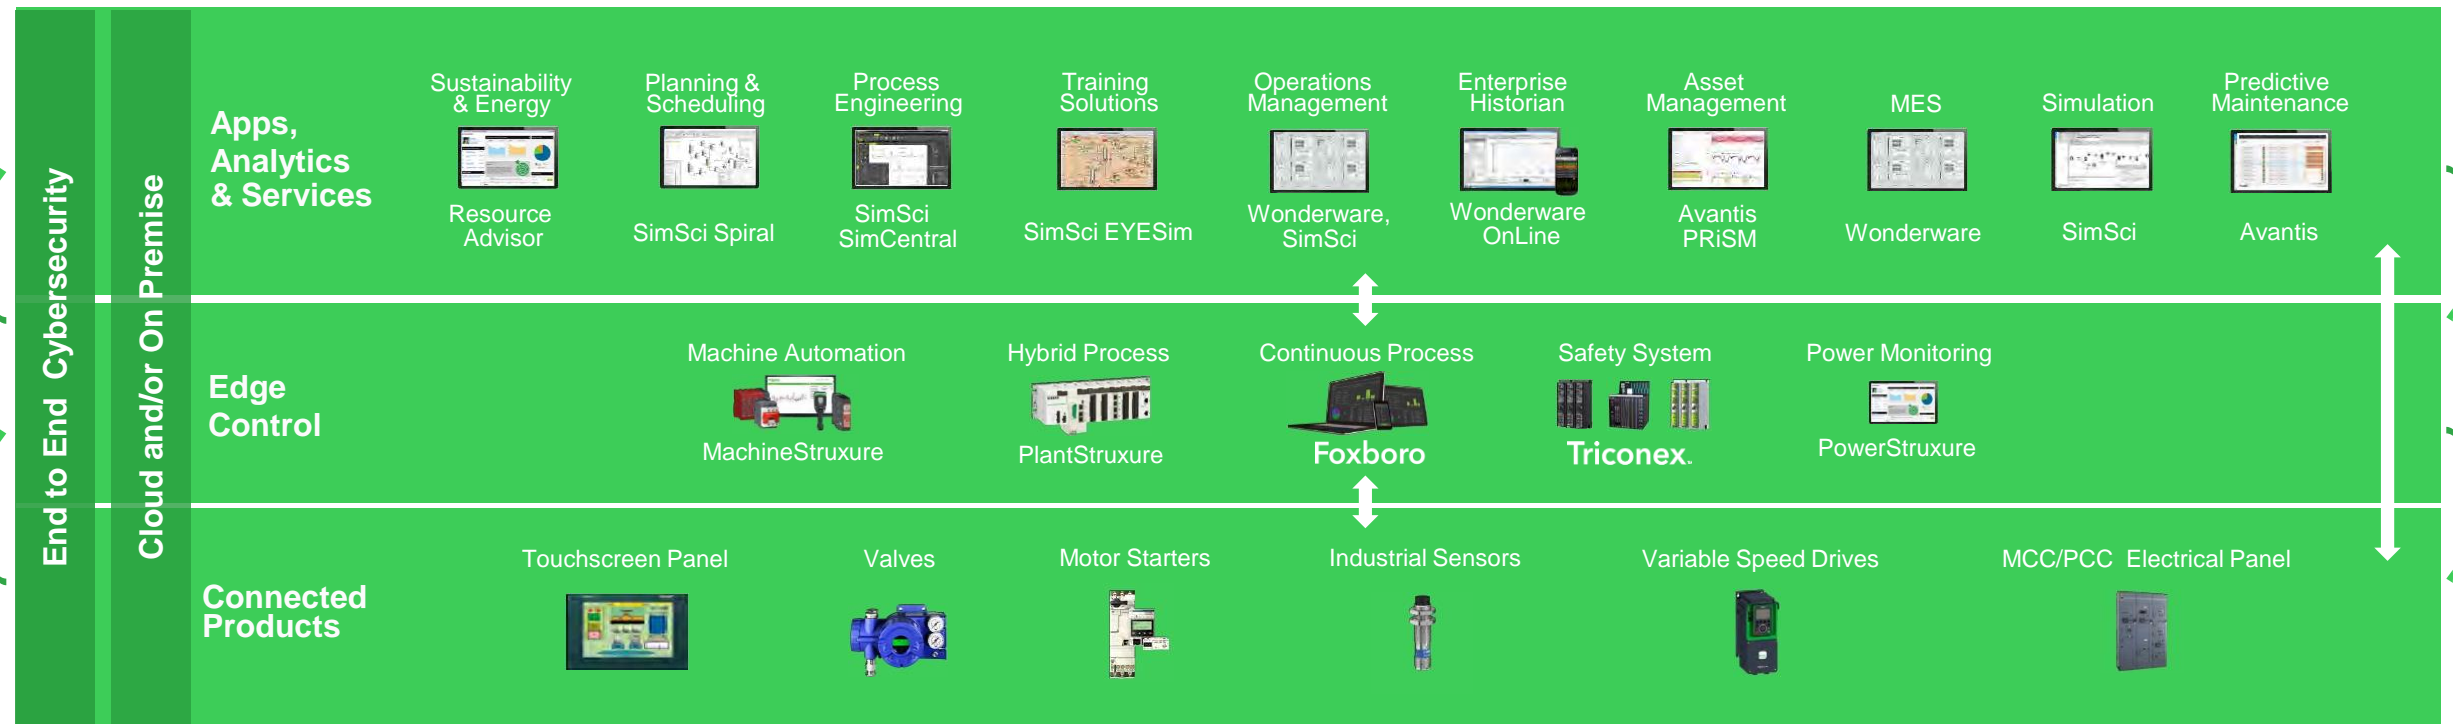 End to End Cybersecurity
Cloud and/or On Premise
Apps,
Analytics
& Services
Sustainability
& Energy
Resource
Advisor
Planning &
Scheduling
SimSci Spiral
Process
Engineering
SimSci
SimCentral
Training
Solutions
SimSci EYESim
Operations
Management
Wonderware,
SimSci
Enterprise
Historian
Wonderware
OnLine
Asset
Management
Avantis
PRiSM
MES
Wonderware
Simulation
SimSci
Predictive
Maintenance
Avantis
Edge
Control
Machine Automation
MachineStruxure
Hybrid Process
PlantStruxure
Continuous Process
Foxboro
Safety System
Triconex.
Power Monitoring
PowerStruxure
Connected
Products
Touchscreen Panel
Valves
Motor Starters
Industrial Sensors
Variable Speed Drives
MCC/PCC Electrical Panel